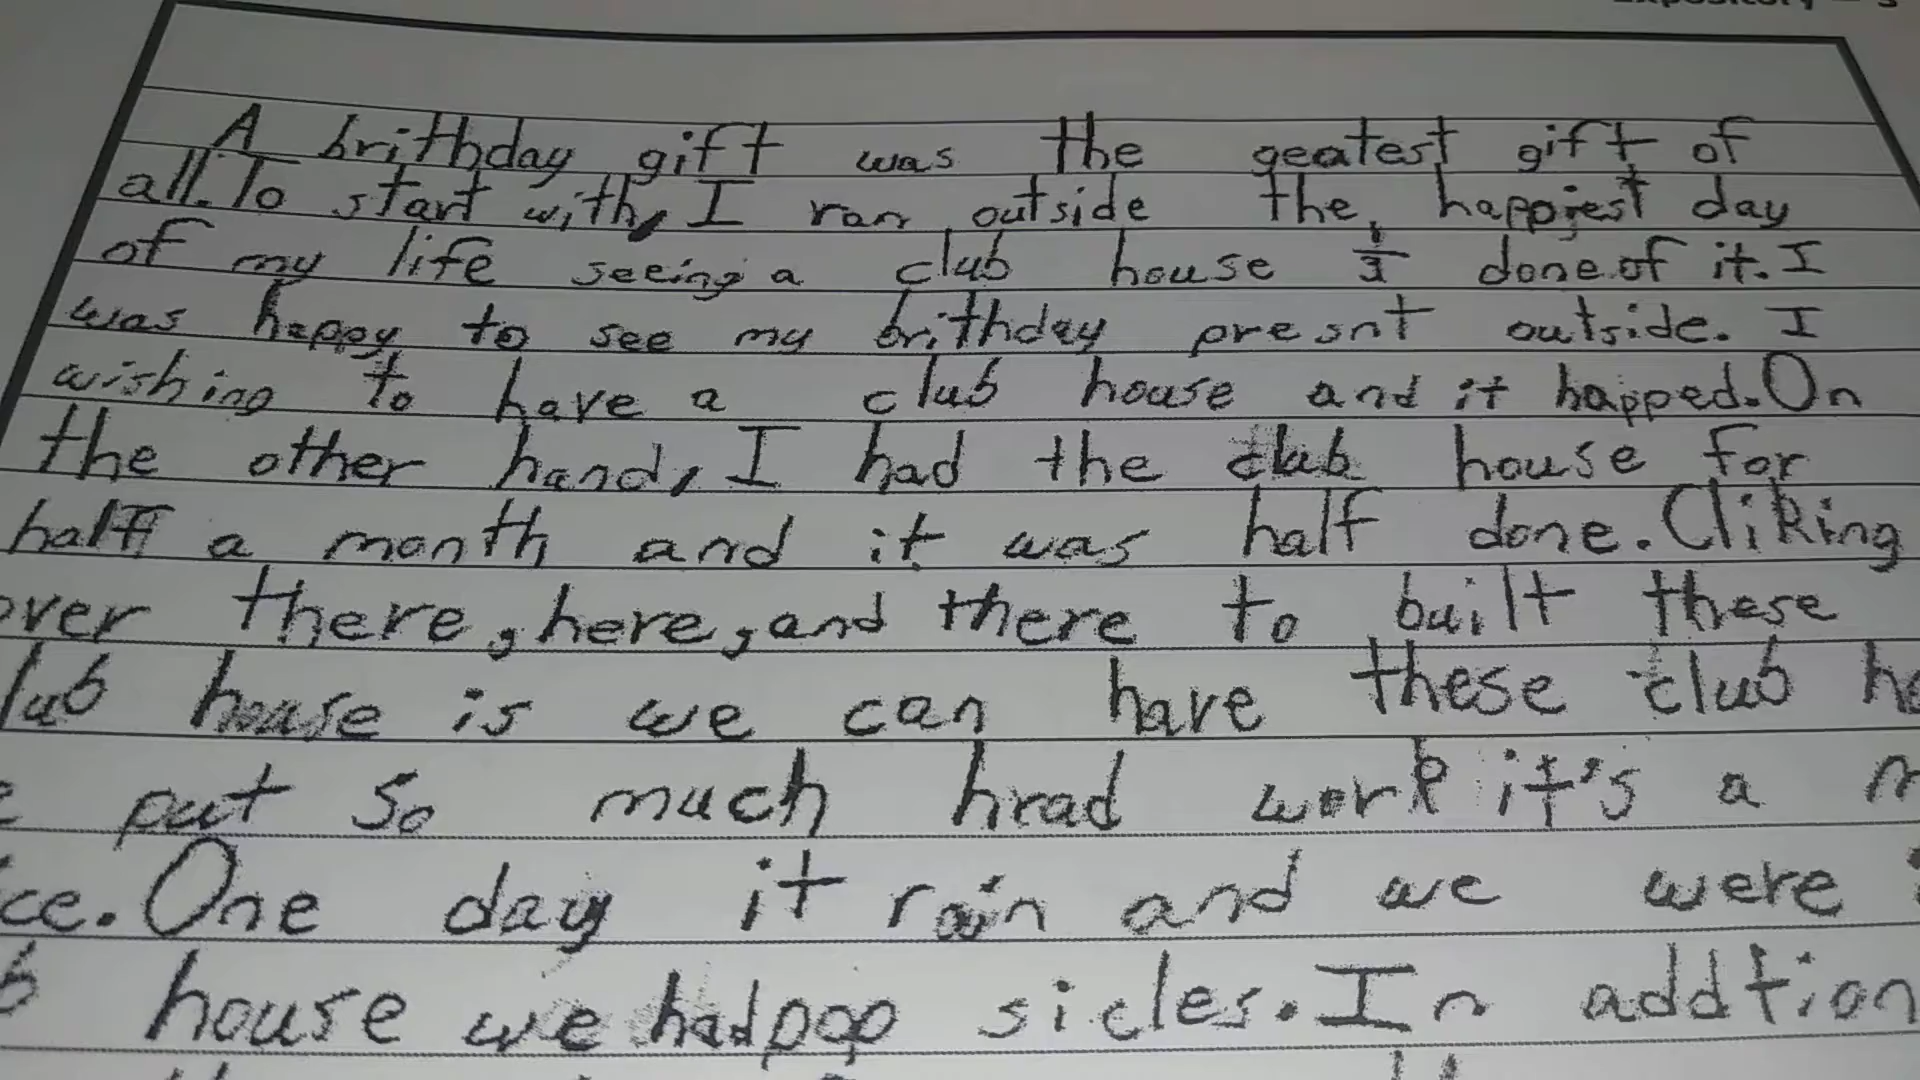 A brithday gift was the geatest gift of
all. To start with, I ran outside the happiest day
of my life seeing a club house done of it. I
was happy to see my brithday presnt outside. I
wishing to have a club house and it happed. On
the other hand, I had the club house for
half a month and it was half done. Cliking
over there, here, and there to built these
lub house is we can have these club ho
put so much hrad work it's a m
ce. One day it rain and we were
b house we had pop sicles. In addtion